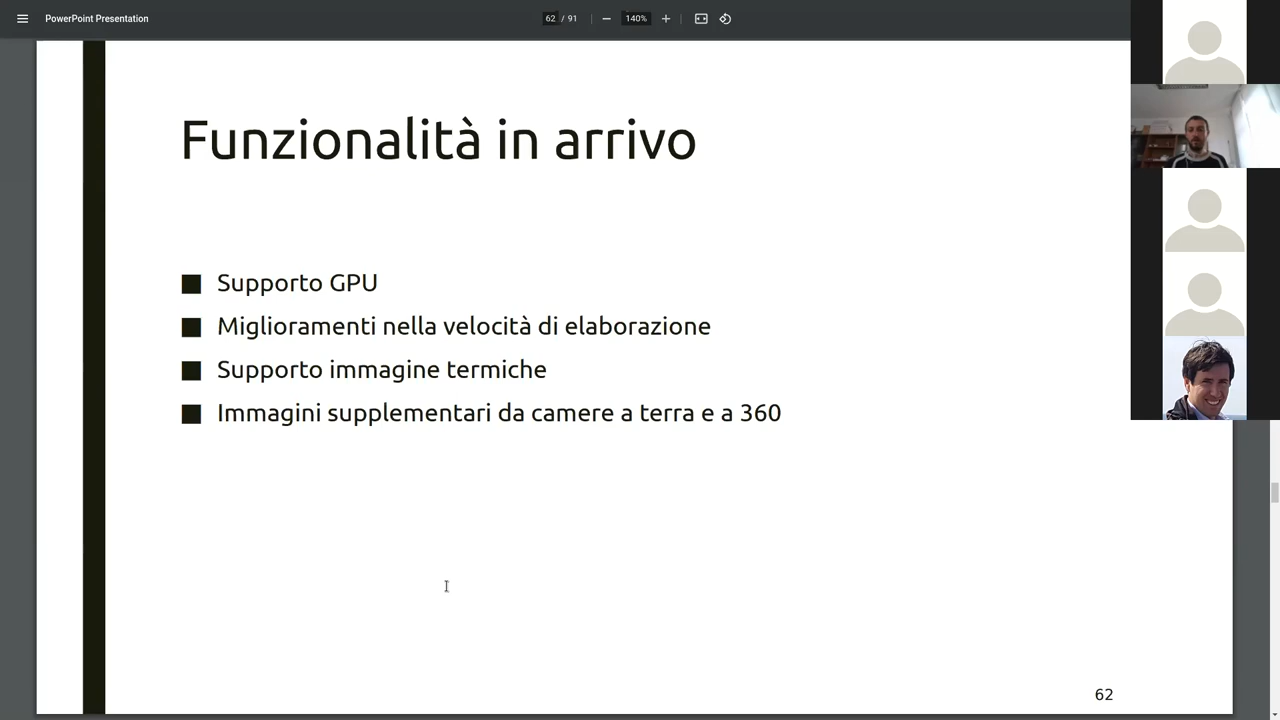 PowerPoint Presentation
62 / 91
140%
Funzionalità in arrivo
Supporto GPU
Miglioramenti nella velocità di elaborazione
Supporto immagine termiche
Immagini supplementari da camere a terra e a 360
62